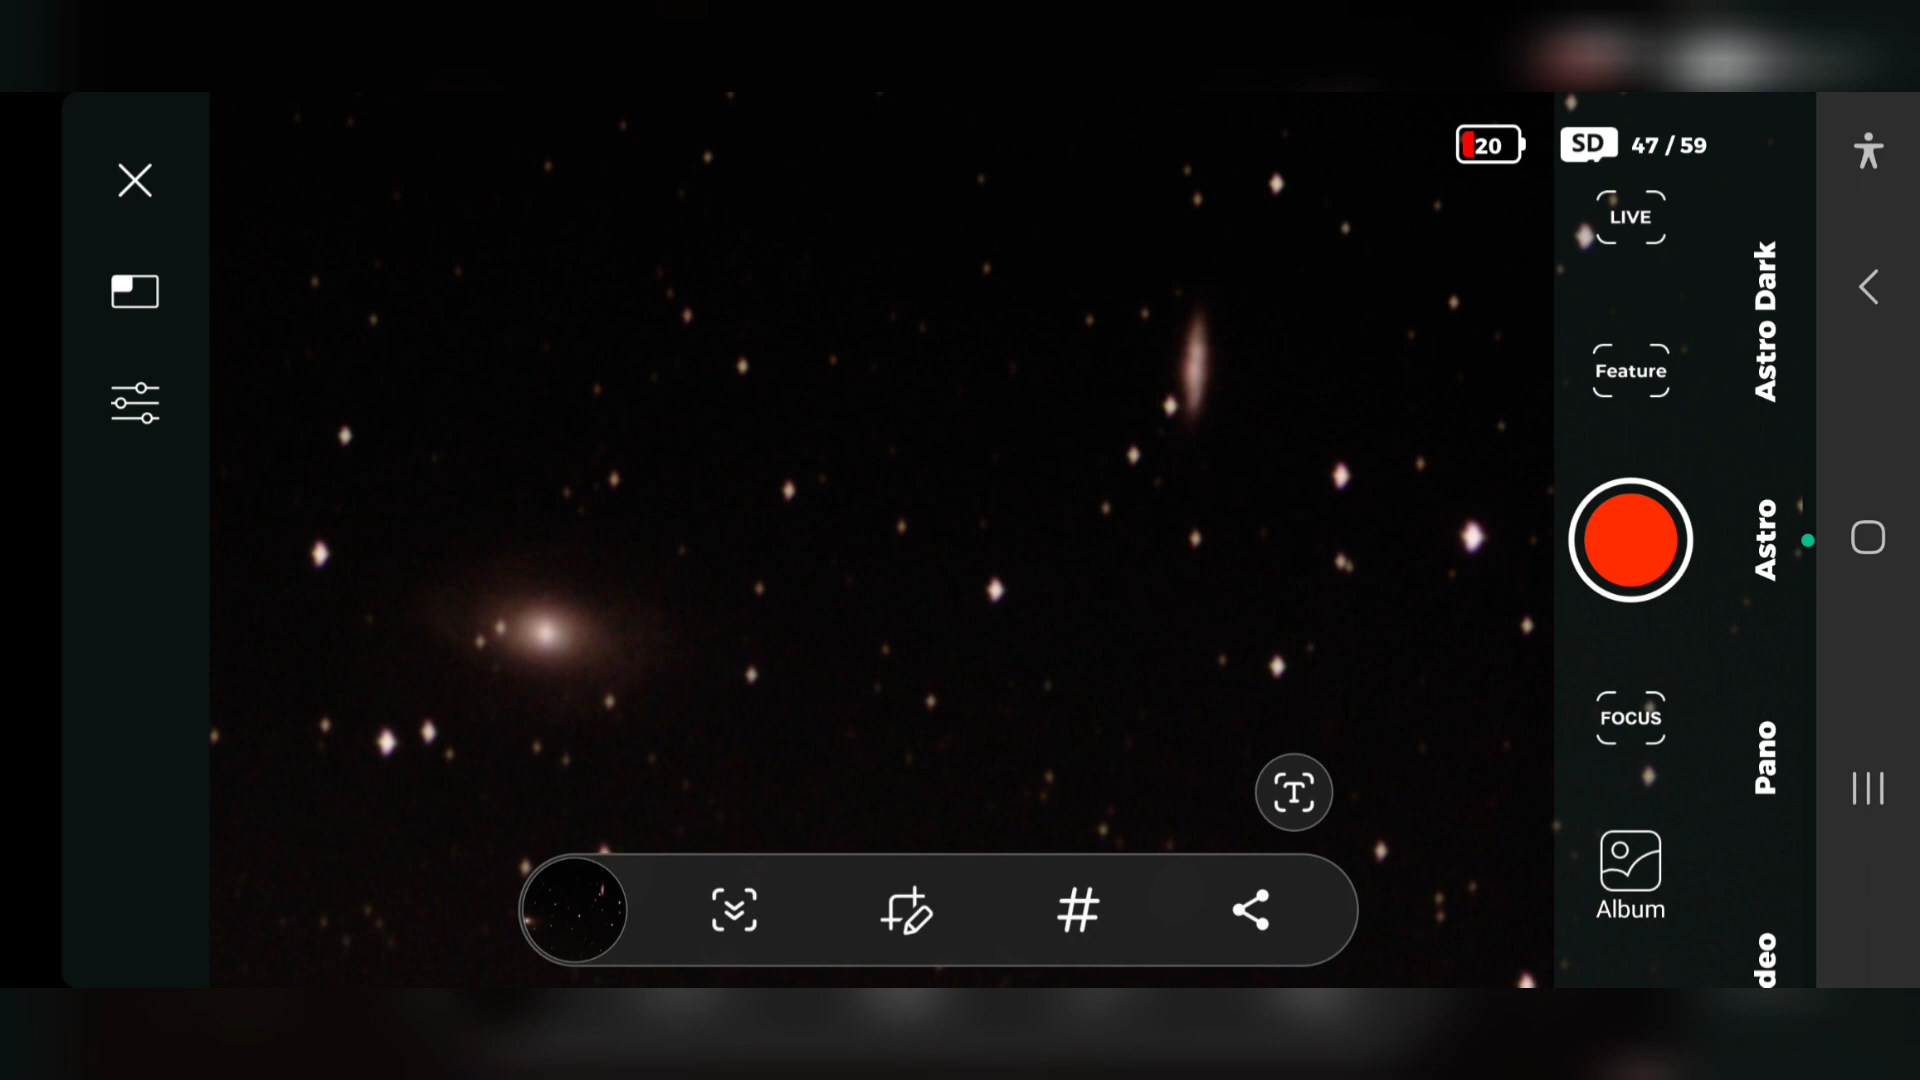 20
SD 47 / 59
LIVE
Feature
FOCUS
Album
Astro Dark
Astro
Pano
deo
T
#